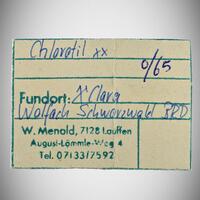 Chlorotil xx
0/65
Fundort: X Clara
Wolfach Schwarzwald BRD
W. Menold, 7128 Lauffen
August-Lämmle-Weg 4
Tel. 07133/7592